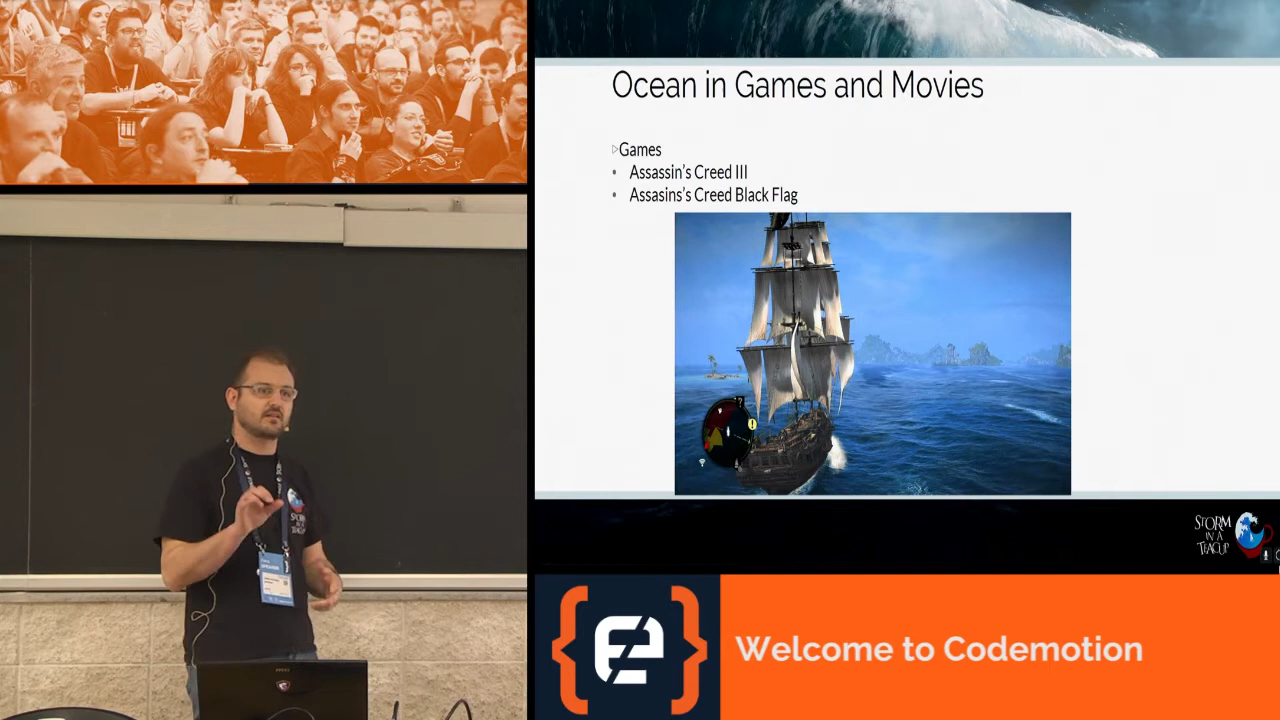 Ocean in Games and Movies
Games
Assassin's Creed III
Assasins's Creed Black Flag
STORM
IN A
TEACUP
Welcome to Codemotion